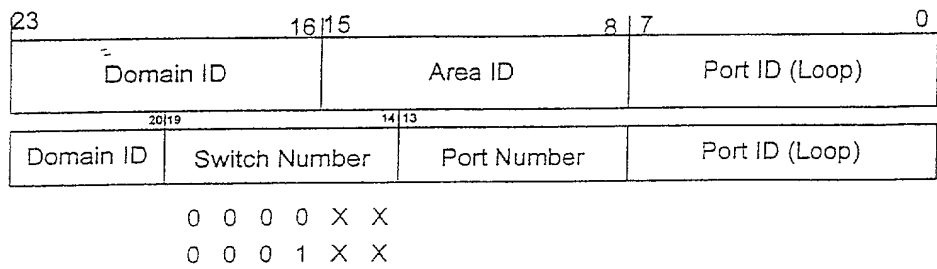 23 16 15 8 7 0
Domain ID Area ID Port ID (Loop)
20 19 14 13
Domain ID Switch Number Port Number Port ID (Loop)
0 0 0 0 X X
0 0 0 1 X X